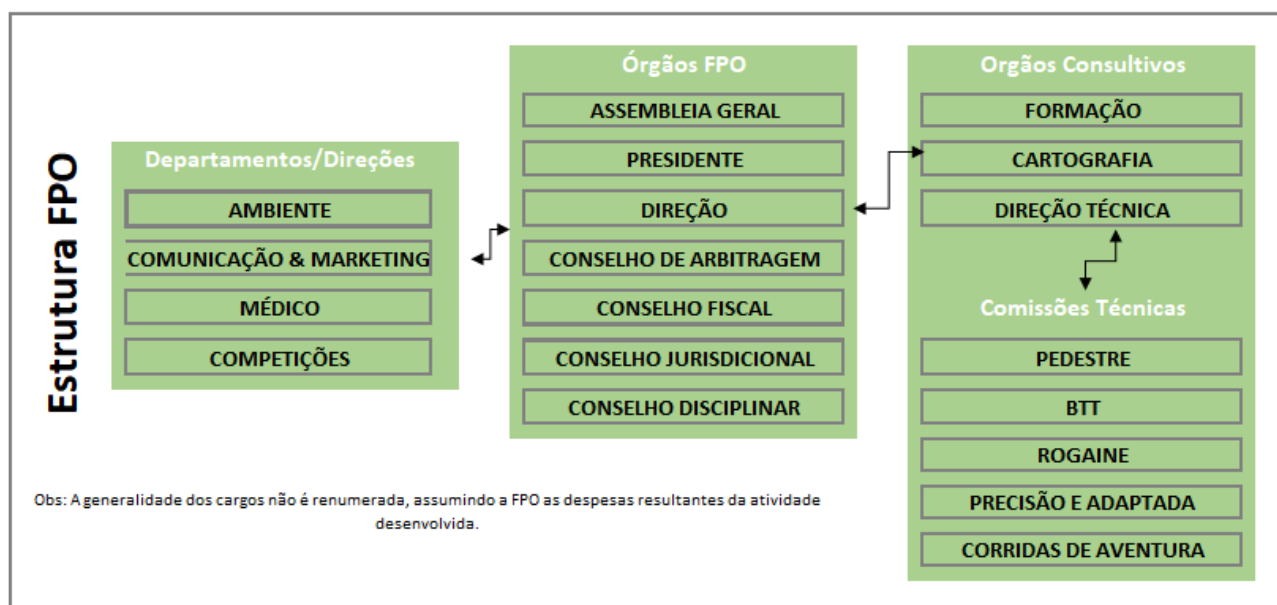 Estrutura FPO
Departamentos/Direções
AMBIENTE
COMUNICAÇÃO & MARKETING
MÉDICO
COMPETIÇÕES
Órgãos FPO
ASSEMBLEIA GERAL
PRESIDENTE
DIREÇÃO
CONSELHO DE ARBITRAGEM
CONSELHO FISCAL
CONSELHO JURISDICIONAL
CONSELHO DISCIPLINAR
Orgãos Consultivos
FORMAÇÃO
CARTOGRAFIA
DIREÇÃO TÉCNICA
Comissões Técnicas
PEDESTRE
BTT
ROGAINE
PRECISÃO E ADAPTADA
CORRIDAS DE AVENTURA
Obs: A generalidade dos cargos não é renumerada, assumindo a FPO as despesas resultantes da atividade
desenvolvida.